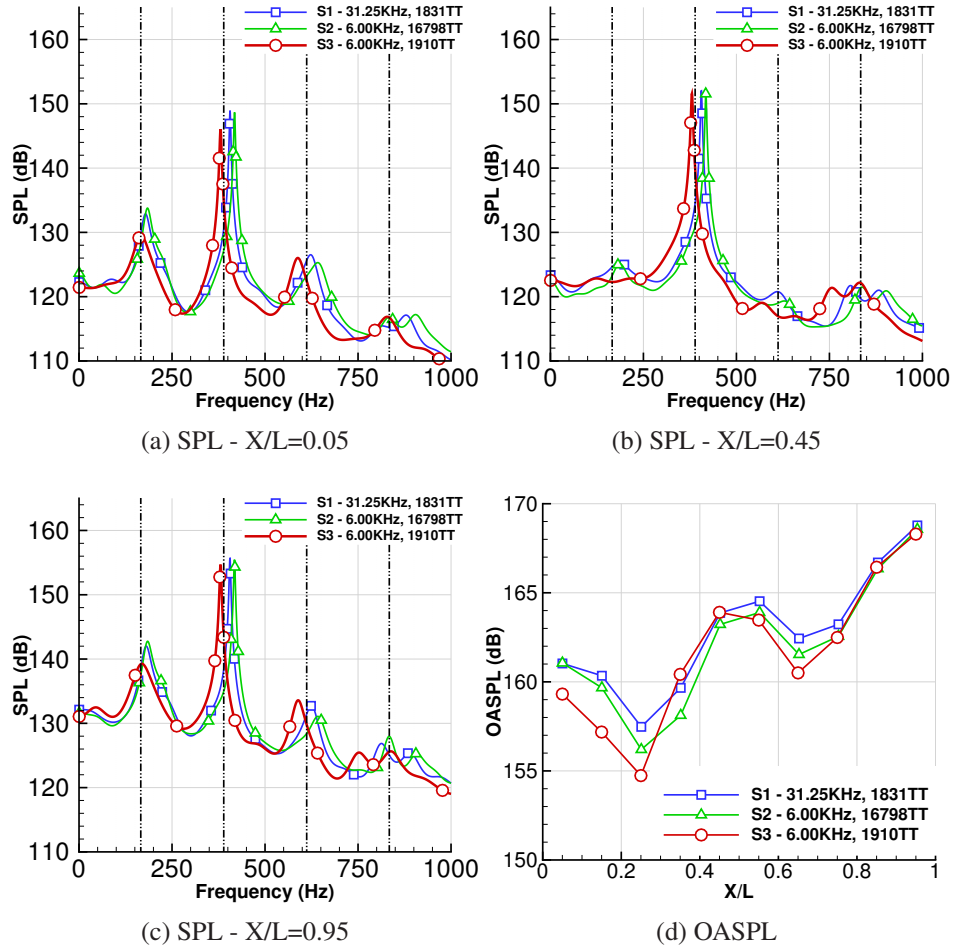 S1 - 31.25KHz, 1831TT
S2 - 6.00KHz, 16798TT
S3 - 6.00KHz, 1910TT
SPL (dB)
160
150
140
130
120
110
0
250
500
750
1000
Frequency (Hz)
(a) SPL - X/L=0.05
S1 - 31.25KHz, 1831TT
S2 - 6.00KHz, 16798TT
S3 - 6.00KHz, 1910TT
SPL (dB)
160
150
140
130
120
110
0
250
500
750
1000
Frequency (Hz)
(b) SPL - X/L=0.45
S1 - 31.25KHz, 1831TT
S2 - 6.00KHz, 16798TT
S3 - 6.00KHz, 1910TT
SPL (dB)
160
150
140
130
120
110
0
250
500
750
1000
Frequency (Hz)
(c) SPL - X/L=0.95
OASPL (dB)
170
165
160
155
150
S1 - 31.25KHz, 1831TT
S2 - 6.00KHz, 16798TT
S3 - 6.00KHz, 1910TT
0
0.2
0.4
0.6
0.8
1
X/L
(d) OASPL